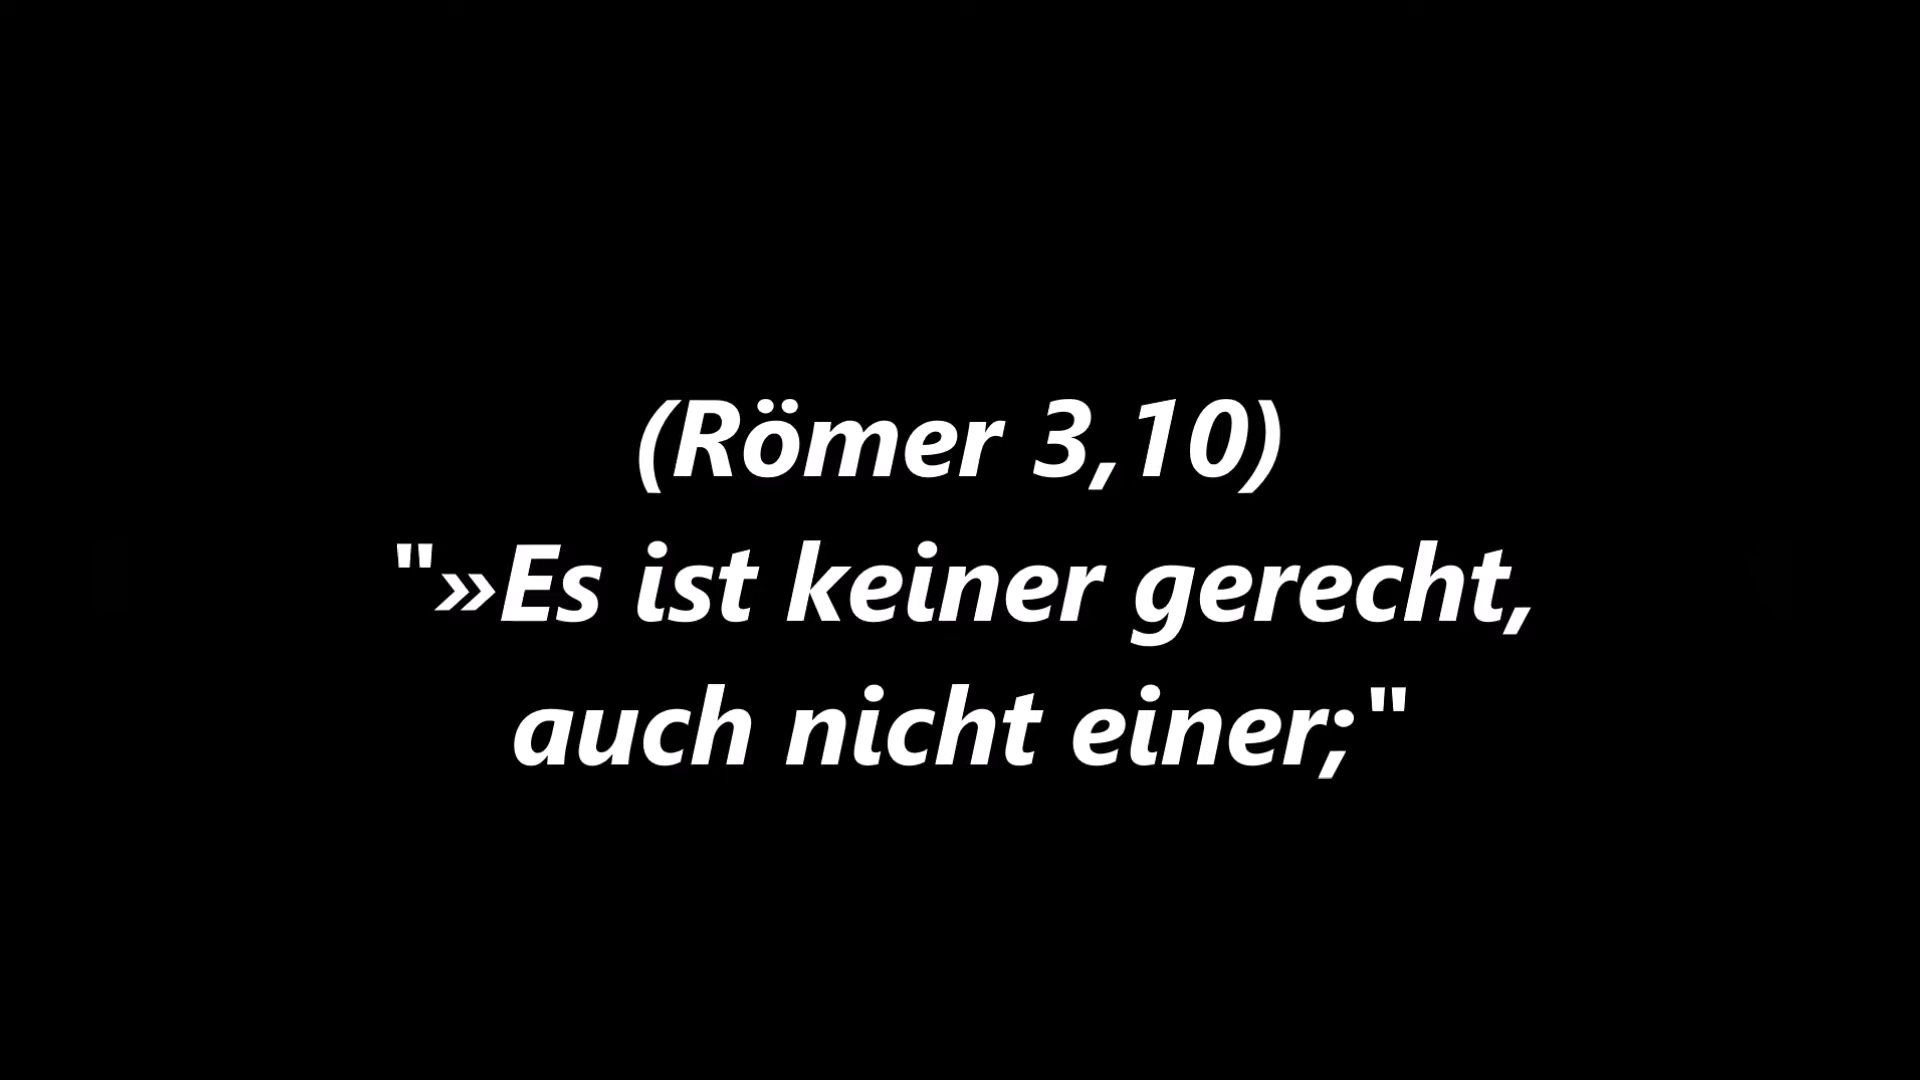 (Römer 3,10)
"»Es ist keiner gerecht,
auch nicht einer;"